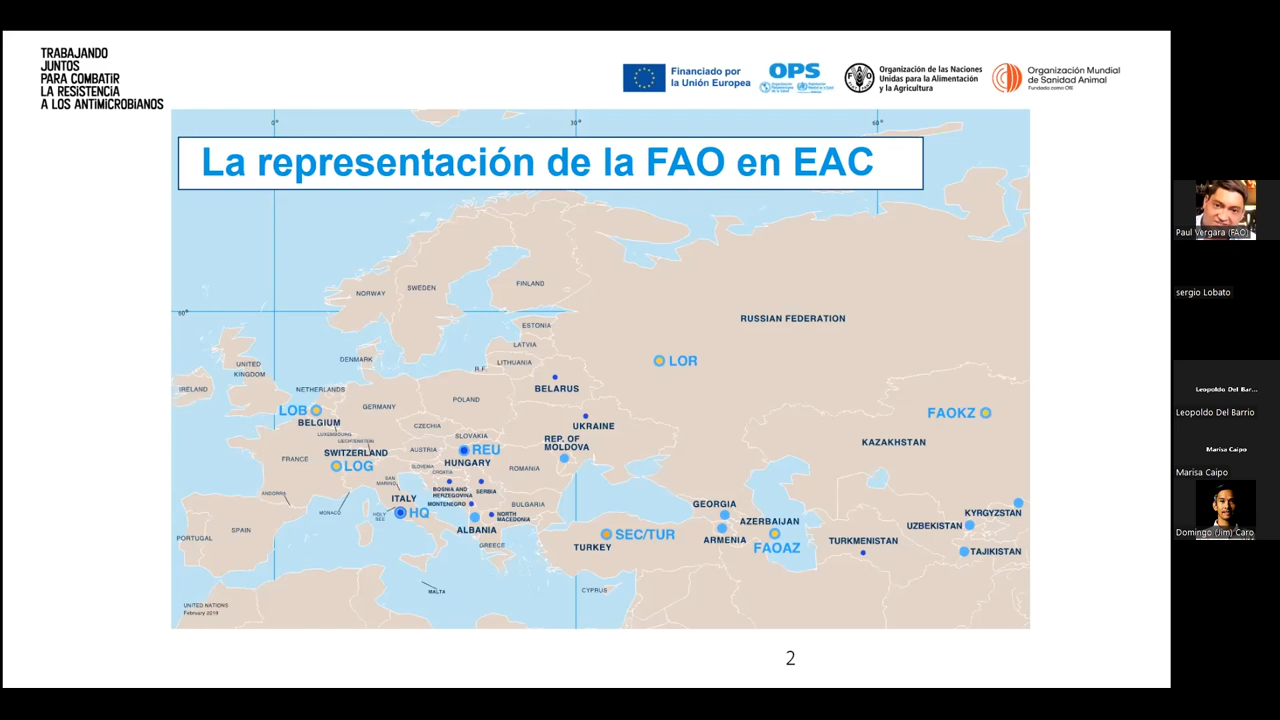 TRABAJANDO
JUNTOS
PARA COMBATIR
LA RESISTENCIA
A LOS ANTIMICROBIANOS
Financiado por
la Unión Europea
OPS
FAO
Organización de las Naciones
Unidas para la Alimentación
y la Agricultura
Organización Mundial
de Sanidad Animal
Fundada como OIE
0°
30°
60°
La representación de la FAO en EAC
60°
NORWAY
SWEDEN
FINLAND
RUSSIAN FEDERATION
ESTONIA
LATVIA
LITHUANIA
R.F.
DENMARK
UNITED
KINGDOM
IRELAND
NETHERLANDS
LOR
BELARUS
POLAND
GERMANY
LOB
BELGIUM
LUXEMBOURG
LIECHTENSTEIN
CZECHIA
UKRAINE
FAOKZ
KAZAKHSTAN
SLOVAKIA
REP. OF
MOLDOVA
SWITZERLAND
AUSTRIA
REU
HUNGARY
FRANCE
LOG
SLOVENIA
CROATIA
ROMANIA
SAN
MARINO
BOSNIA AND
HERZEGOVINA
SERBIA
ANDORRA
MONACO
ITALY
HOLY
SEE
HQ
MONTENEGRO
BULGARIA
NORTH
MACEDONIA
ALBANIA
GEORGIA
AZERBAIJAN
ARMENIA
FAOAZ
KYRGYZSTAN
UZBEKISTAN
TURKMENISTAN
TAJIKISTAN
SPAIN
PORTUGAL
GREECE
SEC/TUR
TURKEY
MALTA
CYPRUS
UNITED NATIONS
February 2019
2
Paul Vergara (FAO)
sergio Lobato
Leopoldo Del Bar...
Leopoldo Del Barrio
Marisa Caipo
Marisa Caipo
Domingo (Jim) Caro